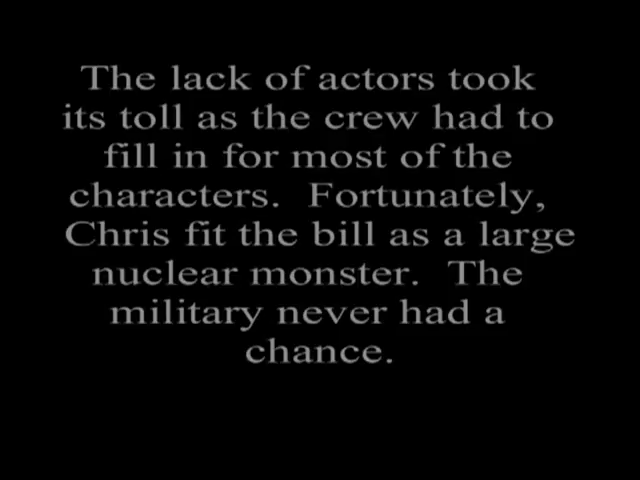 The lack of actors took
its toll as the crew had to
fill in for most of the
characters.  Fortunately,
Chris fit the bill as a large
nuclear monster.  The
military never had a
chance.